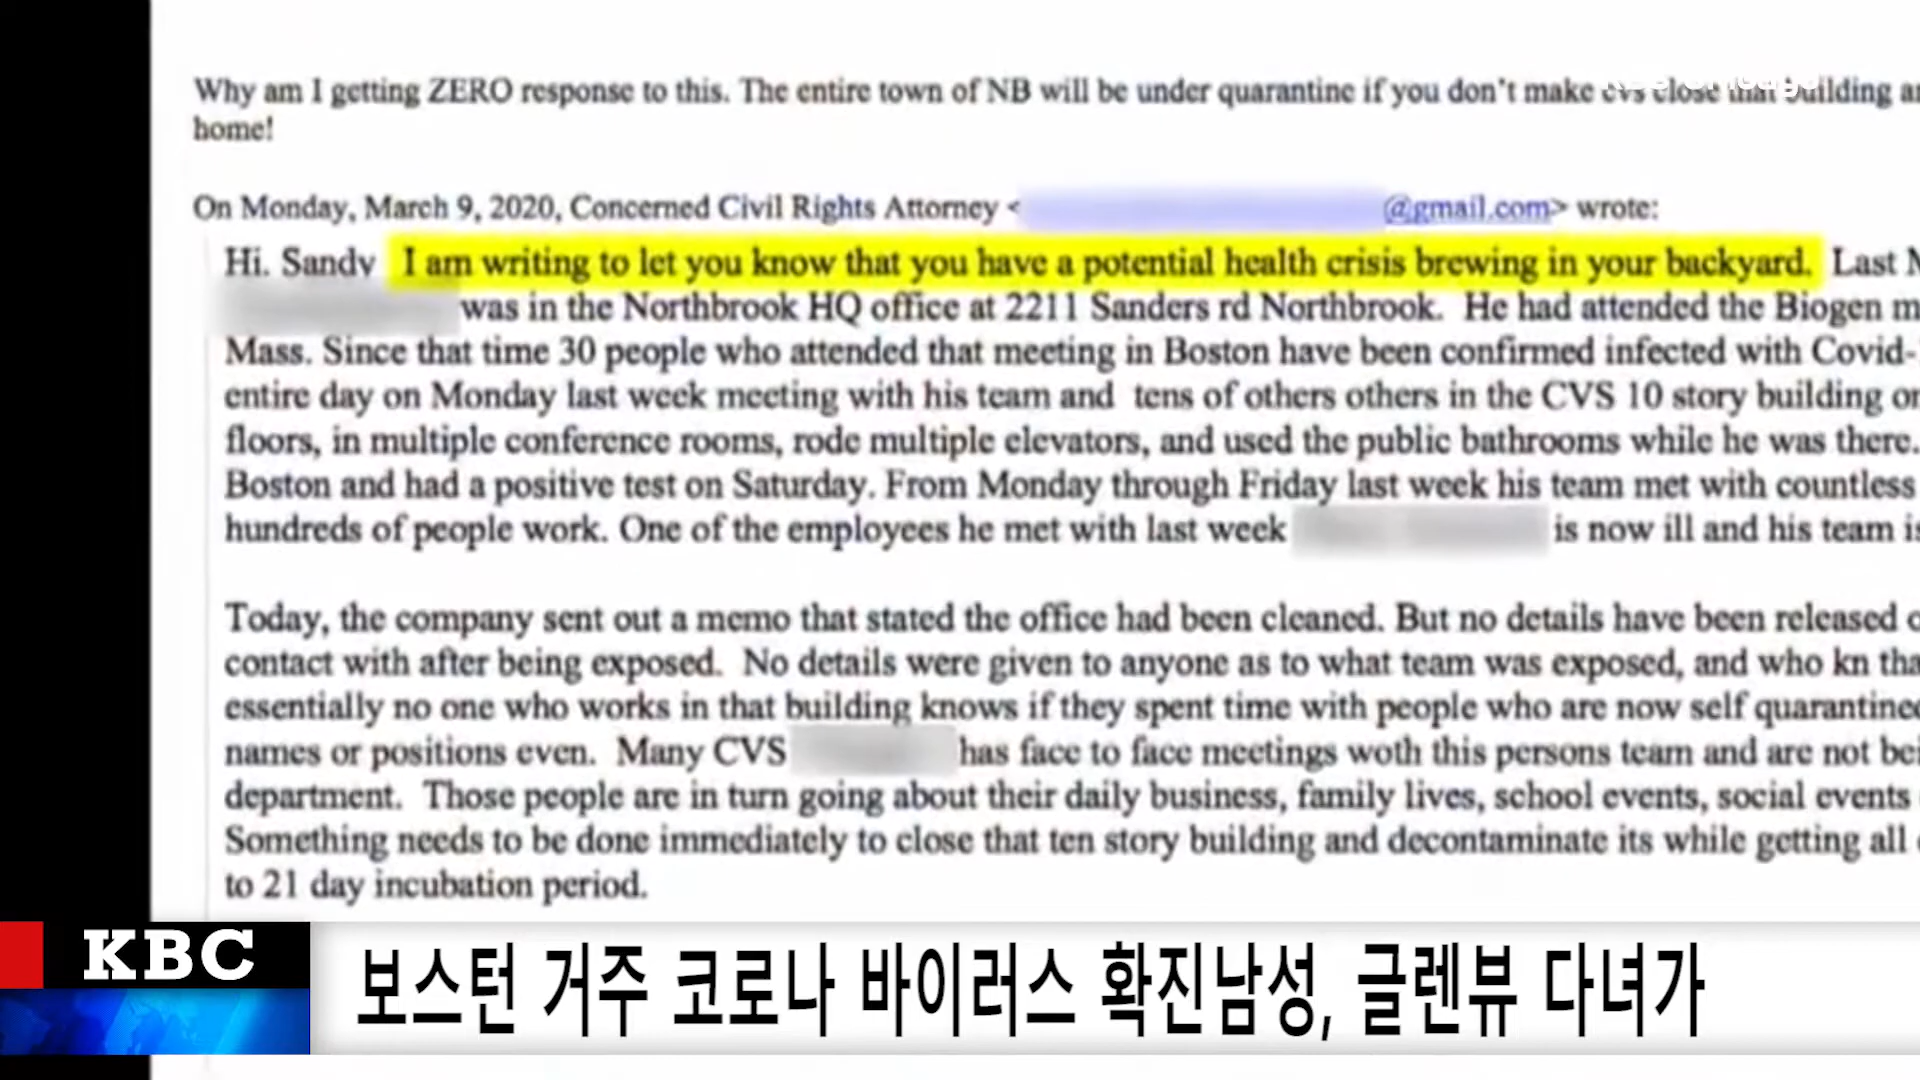 Why am I getting ZERO response to this. The entire town of NB will be under quarantine if you don't make cvs close that building
home!
On Monday, March 9, 2020, Concerned Civil Rights Attorney < @gmail.com> wrote:
Hi. Sandy I am writing to let you know that you have a potential health crisis brewing in your backyard. Last
was in the Northbrook HQ office at 2211 Sanders rd Northbrook. He had attended the Biogen
Mass. Since that time 30 people who attended that meeting in Boston have been confirmed infected with Covid-
entire day on Monday last week meeting with his team and tens of others others in the CVS 10 story building
floors, in multiple conference rooms, rode multiple elevators, and used the public bathrooms while he was there.
Boston and had a positive test on Saturday. From Monday through Friday last week his team met with countless
hundreds of people work. One of the employees he met with last week is now ill and his team
Today, the company sent out a memo that stated the office had been cleaned. But no details have been released
contact with after being exposed. No details were given to anyone as to what team was exposed, and who kn
essentially no one who works in that building knows if they spent time with people who are now self
names or positions even. Many CVS has face to face meetings woth this persons team and are not
department. Those people are in turn going about their daily business, family lives, school events, social events
Something needs to be done immediately to close that ten story building and decontaminate its while getting all
to 21 day incubation period.
KBC
보스턴 거주 코로나 바이러스 확진남성, 글렌뷰 다녀가